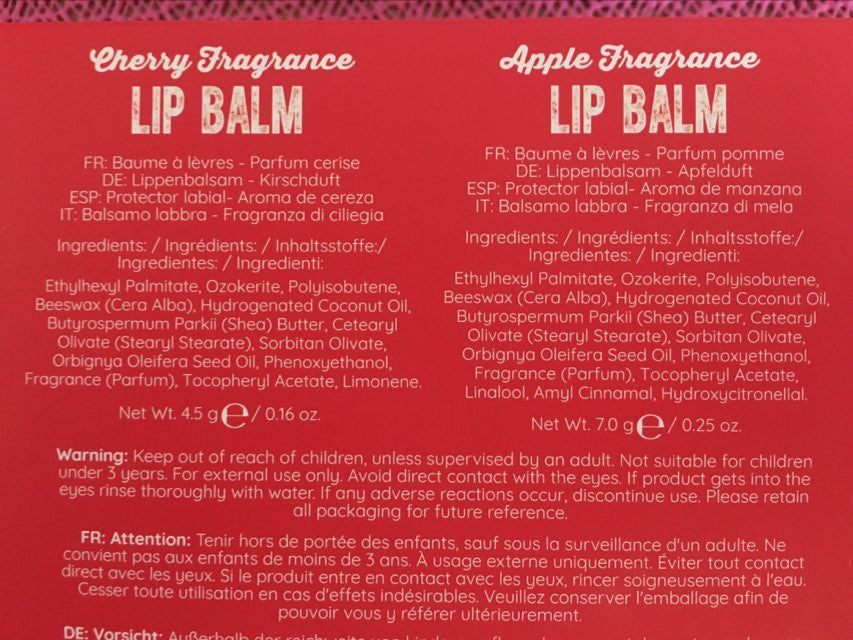 Cherry Fragrance
LIP BALM
FR: Baume à lèvres - Parfum cerise
DE: Lippenbalsam - Kirschduft
ESP: Protector labial- Aroma de cereza
IT: Balsamo labbra - Fragranza di ciliegia
Ingredients: / Ingrédients: / Inhaltsstoffe:/
Ingredientes: / Ingredienti:
Ethylhexyl Palmitate, Ozokerite, Polyisobutene,
Beeswax (Cera Alba), Hydrogenated Coconut Oil,
Butyrospermum Parkii (Shea) Butter, Cetearyl
Olivate (Stearyl Stearate), Sorbitan Olivate,
Orbignya Oleifera Seed Oil, Phenoxyethanol,
Fragrance (Parfum), Tocopheryl Acetate, Limonene.
Net Wt. 4.5 g ℮ / 0.16 oz.
Apple Fragrance
LIP BALM
FR: Baume à lèvres - Parfum pomme
DE: Lippenbalsam - Apfelduft
ESP: Protector labial- Aroma de manzana
IT: Balsamo labbra - Fragranza di mela
Ingredients: / Ingrédients: / Inhaltsstoffe:/
Ingredientes: / Ingredienti:
Ethylhexyl Palmitate, Ozokerite, Polyisobutene,
Beeswax (Cera Alba), Hydrogenated Coconut Oil,
Butyrospermum Parkii (Shea) Butter, Cetearyl
Olivate (Stearyl Stearate), Sorbitan Olivate,
Orbignya Oleifera Seed Oil, Phenoxyethanol,
Fragrance (Parfum), Tocopheryl Acetate,
Linalool, Amyl Cinnamal, Hydroxycitronellal.
Net Wt. 7.0 g ℮ / 0.25 oz.
Warning: Keep out of reach of children, unless supervised by an adult. Not suitable for children
under 3 years. For external use only. Avoid direct contact with the eyes. If product gets into the
eyes rinse thoroughly with water. If any adverse reactions occur, discontinue use. Please retain
all packaging for future reference.
FR: Attention: Tenir hors de portée des enfants, sauf sous la surveillance d'un adulte. Ne
convient pas aux enfants de moins de 3 ans. À usage externe uniquement. Éviter tout contact
direct avec les yeux. Si le produit entre en contact avec les yeux, rincer soigneusement à l'eau.
Cesser toute utilisation en cas d'effets indésirables. Veuillez conserver l'emballage afin de
pouvoir vous y référer ultérieurement.
DE: Vorsicht: Außerhalb der